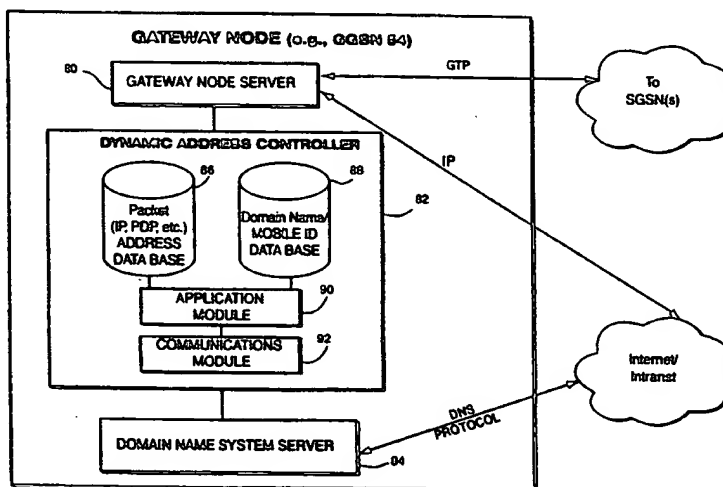 GATEWAY NODE (e.g., GGSN 54)
80
GATEWAY NODE SERVER
GTP
To
SGSN(s)
DYNAMIC ADDRESS CONTROLLER
IP
86
88
82
Packet
(IP, PDP, etc.)
ADDRESS
DATA BASE
Domain Name/
MOBILE ID
DATA BASE
APPLICATION
MODULE
90
COMMUNICATIONS
MODULE
92
Internet/
Intranet
DNS
PROTOCOL
DOMAIN NAME SYSTEM SERVER
84